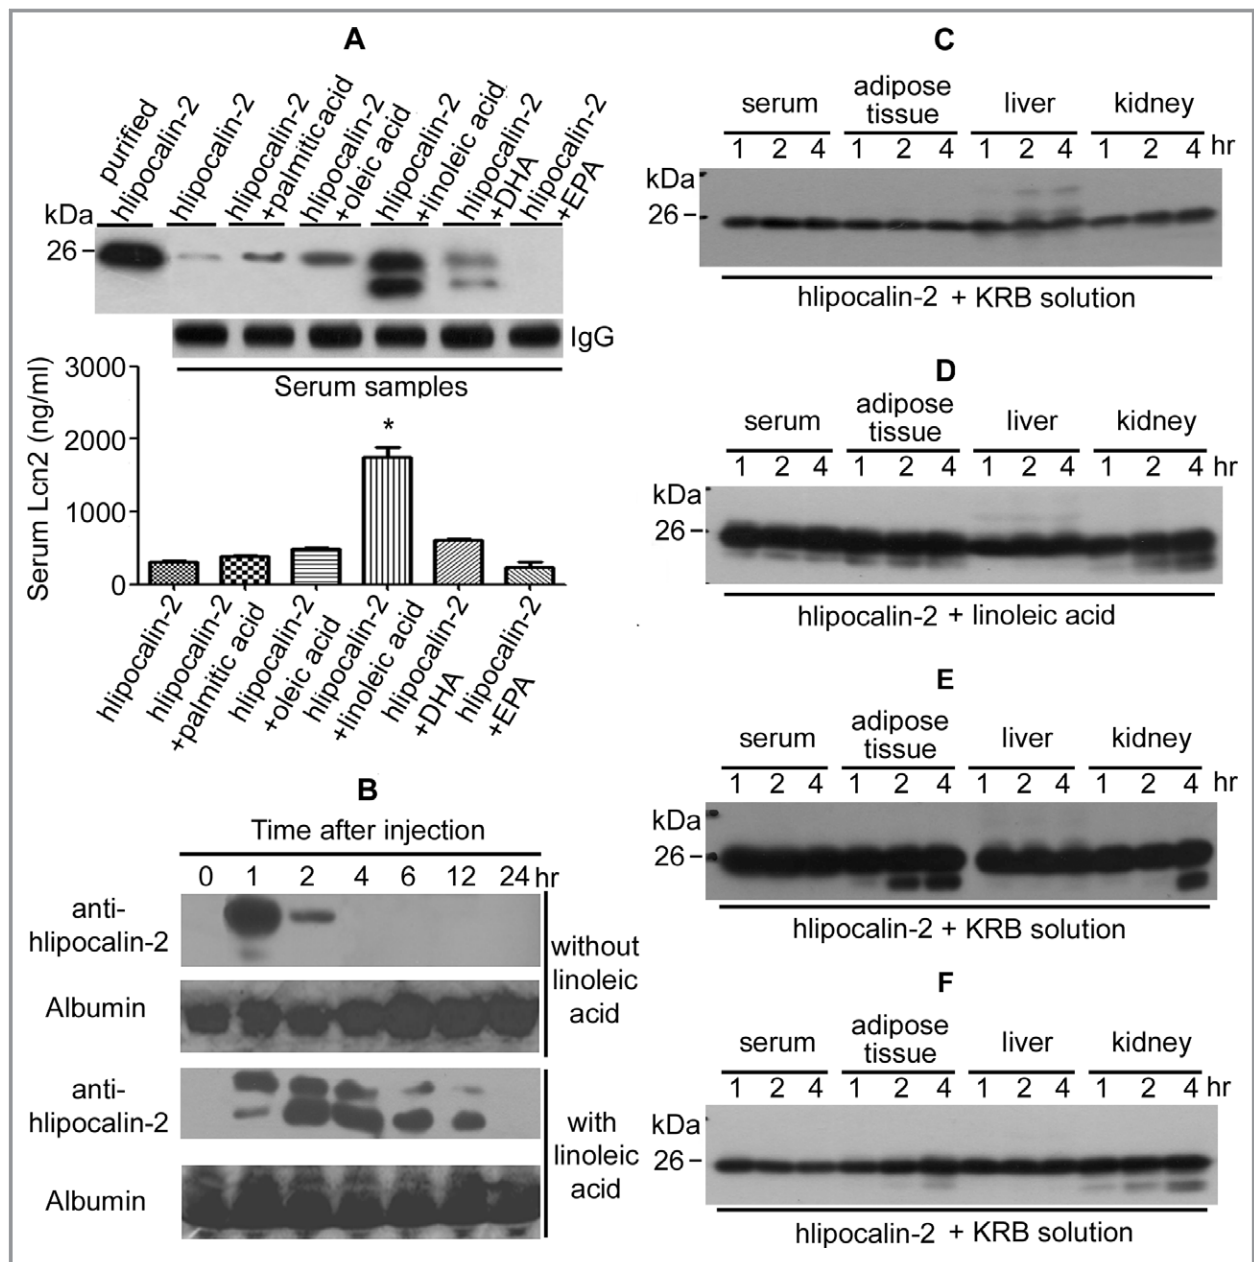 A
purified
hlipocalin-2
hlipocalin-2
hlipocalin-2
+palmitic acid
hlipocalin-2
+oleic acid
hlipocalin-2
+linoleic acid
hlipocalin-2
+DHA
hlipocalin-2
+EPA
kDa
26
IgG
Serum samples
Serum Lcn2 (ng/ml)
3000
2000
1000
0
*
hlipocalin-2
hlipocalin-2
+palmitic acid
hlipocalin-2
+oleic acid
hlipocalin-2
+linoleic acid
hlipocalin-2
+DHA
hlipocalin-2
+EPA
B
Time after injection
0 1 2 4 6 12 24 hr
anti-
hlipocalin-2
Albumin
without
linoleic
acid
anti-
hlipocalin-2
Albumin
with
linoleic
acid
C
serum adipose tissue liver kidney
1 2 4 1 2 4 1 2 4 1 2 4 hr
kDa
26
hlipocalin-2 + KRB solution
D
serum adipose tissue liver kidney
1 2 4 1 2 4 1 2 4 1 2 4 hr
kDa
26
hlipocalin-2 + linoleic acid
E
serum adipose tissue liver kidney
1 2 4 1 2 4 1 2 4 1 2 4 hr
kDa
26
hlipocalin-2 + KRB solution
F
serum adipose tissue liver kidney
1 2 4 1 2 4 1 2 4 1 2 4 hr
kDa
26
hlipocalin-2 + KRB solution